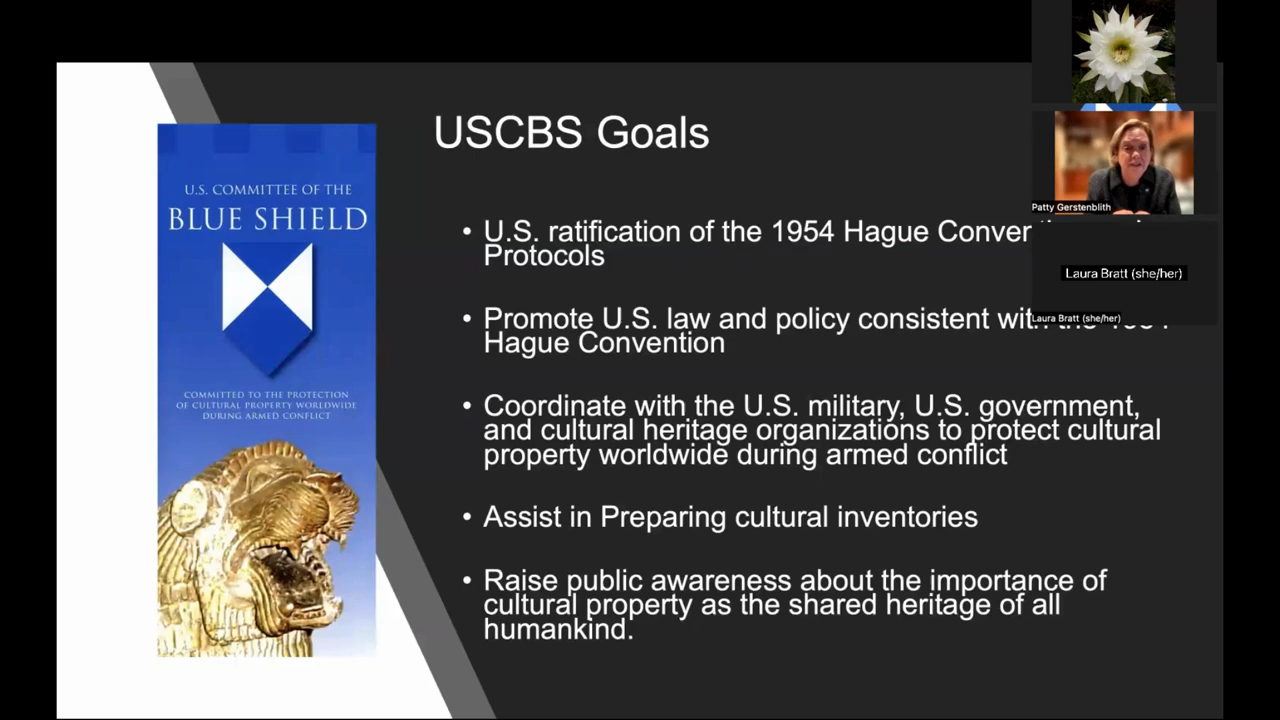 U.S. COMMITTEE OF THE
BLUE SHIELD
COMMITTED TO THE PROTECTION
OF CULTURAL PROPERTY WORLDWIDE
DURING ARMED CONFLICT
USCBS Goals
• U.S. ratification of the 1954 Hague
Protocols
• Promote U.S. law and policy consistent with the
Hague Convention
• Coordinate with the U.S. military, U.S. government,
and cultural heritage organizations to protect cultural
property worldwide during armed conflict
• Assist in Preparing cultural inventories
• Raise public awareness about the importance of
cultural property as the shared heritage of all
humankind.
Patty Gerstenblith
Laura Bratt (she/her)
Laura Bratt (she/her)